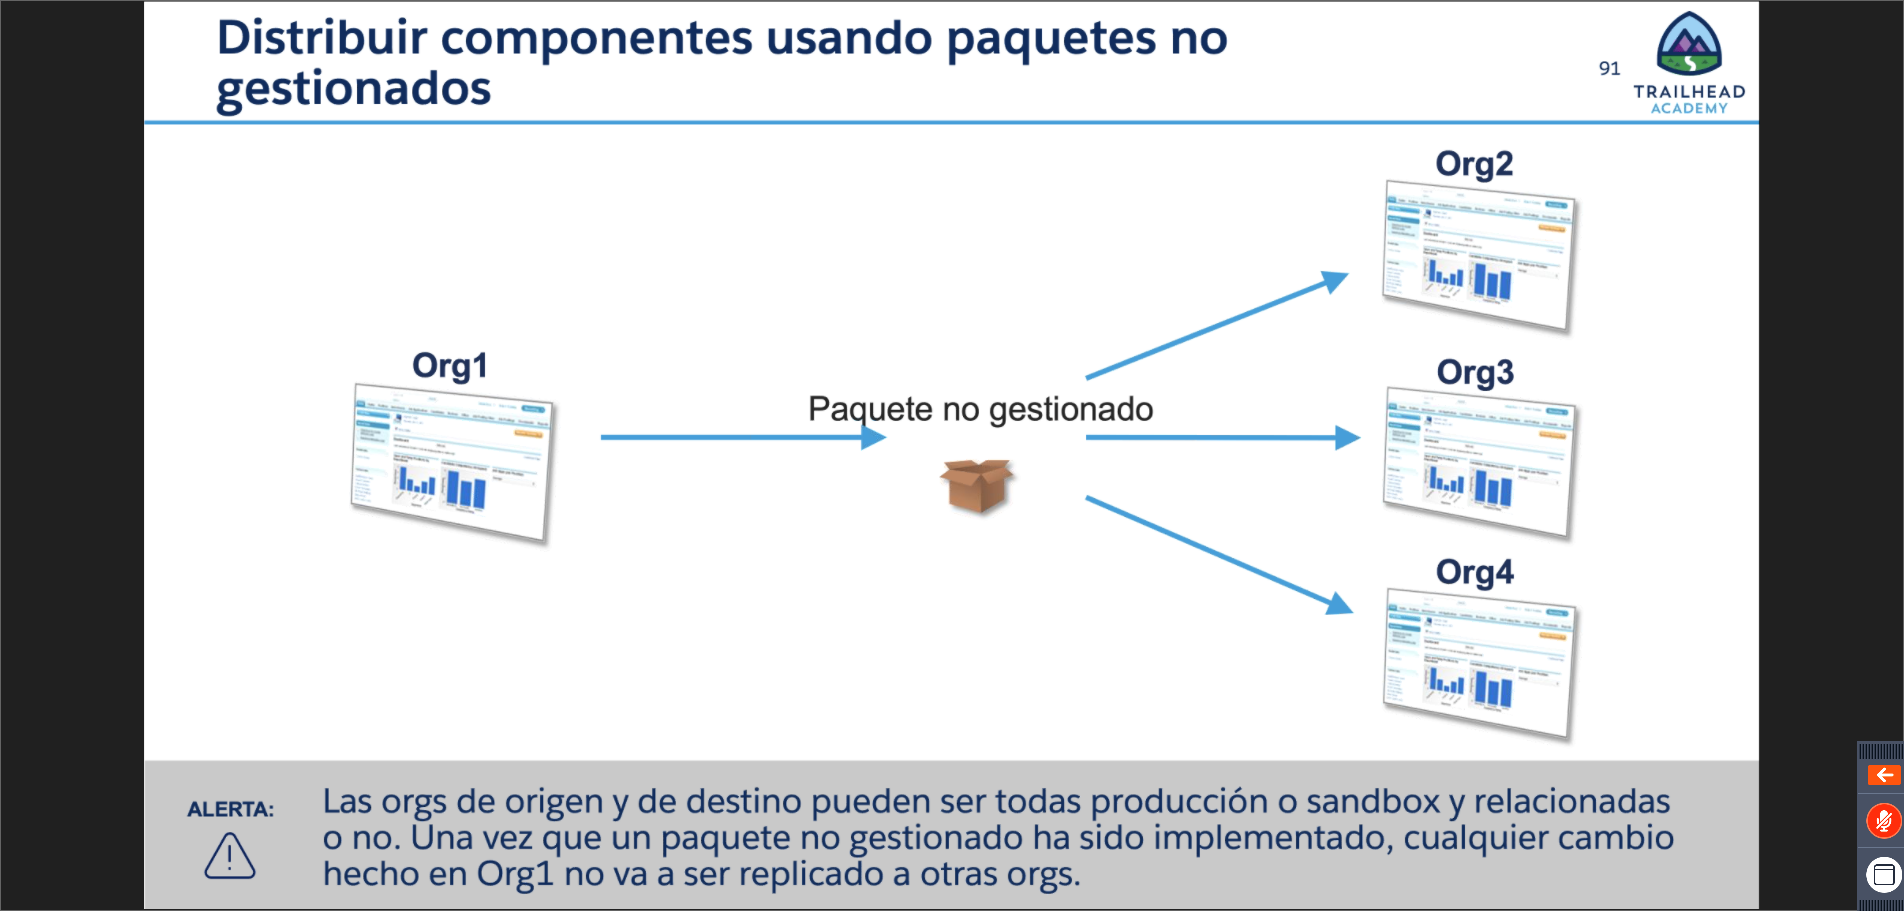 Distribuir componentes usando paquetes no
gestionados
91
TRAILHEAD
ACADEMY
Org2
Org1
Org3
Paquete no gestionado
Org4
ALERTA:
Las orgs de origen y de destino pueden ser todas producción o sandbox y relacionadas
o no. Una vez que un paquete no gestionado ha sido implementado, cualquier cambio
hecho en Org1 no va a ser replicado a otras orgs.